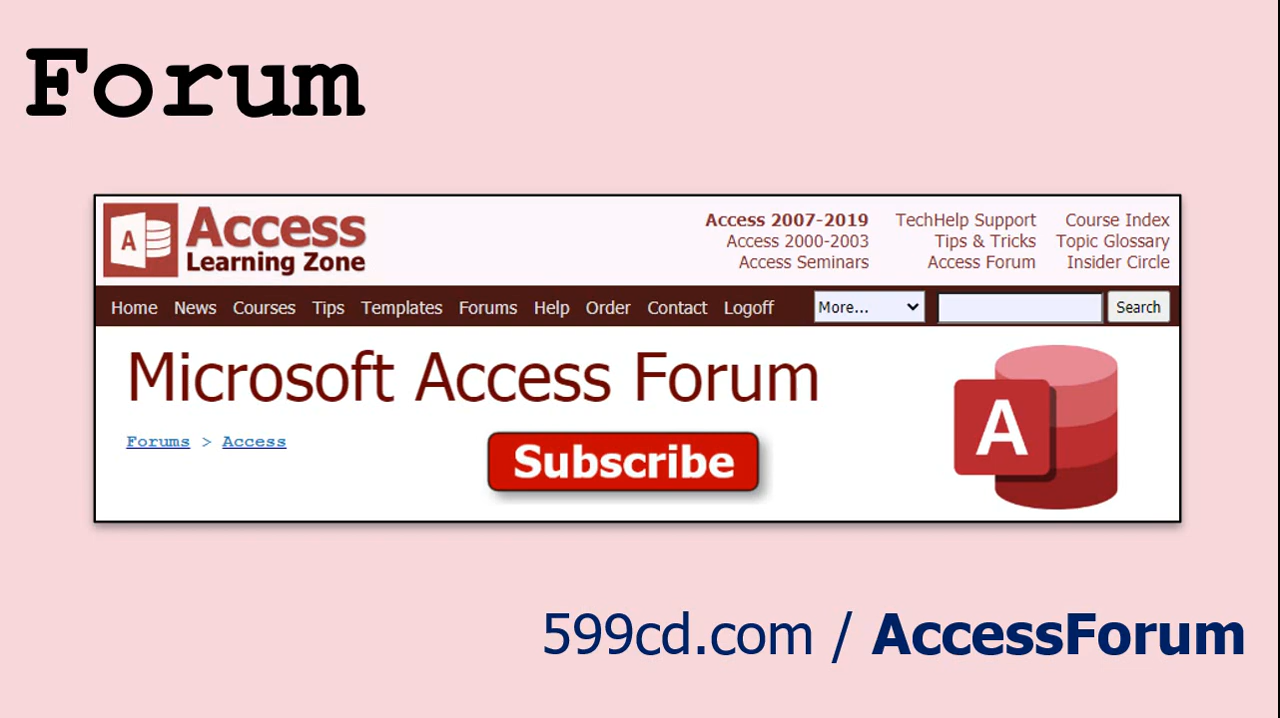 Forum
A
Access
Learning Zone
Access 2007-2019 TechHelp Support Course Index
Access 2000-2003 Tips & Tricks Topic Glossary
Access Seminars Access Forum Insider Circle
Home News Courses Tips Templates Forums Help Order Contact Logoff More... Search
Microsoft Access Forum
Forums > Access
Subscribe
A
599cd.com / AccessForum